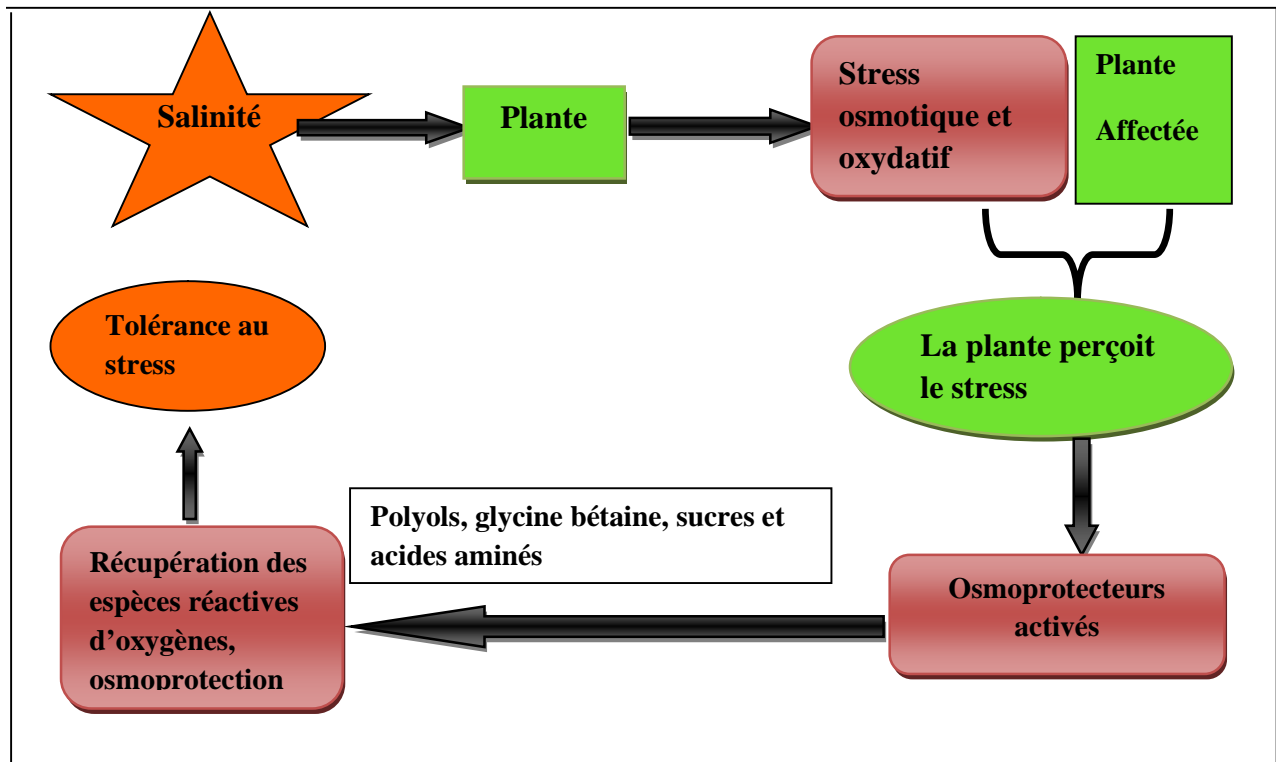 Salinité
Plante
Stress
osmotique et
oxydatif
Plante
Affectée
La plante perçoit
le stress
Osmoprotecteurs
activés
Polyols, glycine bétaine, sucres et
acides aminés
Récupération des
espèces réactives
d'oxygènes,
osmoprotection
Tolérance au
stress